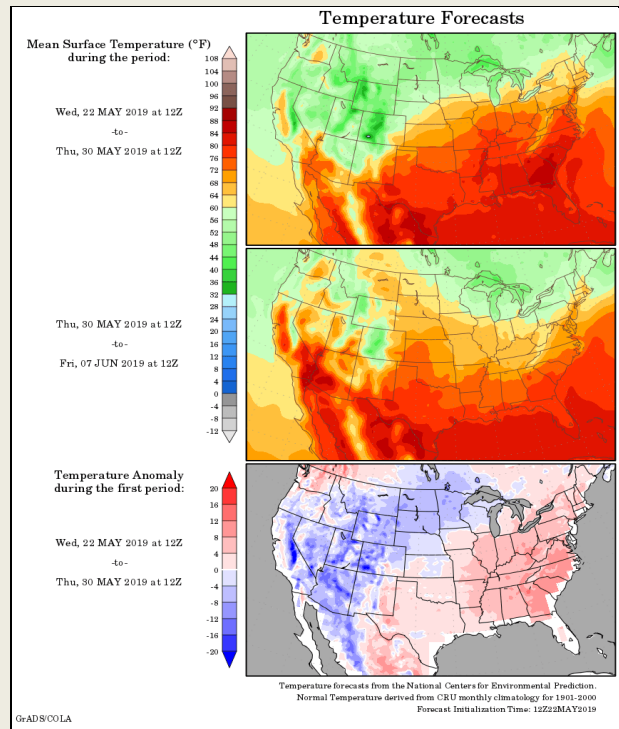 Temperature Forecasts
Mean Surface Temperature (°F)
during the period:
Wed, 22 MAY 2019 at 12Z
-to-
Thu, 30 MAY 2019 at 12Z
108
104
100
96
92
88
84
80
76
72
68
64
60
56
52
48
44
40
36
32
28
24
20
16
12
8
4
0
-4
-8
-12
Thu, 30 MAY 2019 at 12Z
-to-
Fri, 07 JUN 2019 at 12Z
Temperature Anomaly
during the first period:
Wed, 22 MAY 2019 at 12Z
-to-
Thu, 30 MAY 2019 at 12Z
20
16
12
8
4
0
-4
-8
-12
-16
-20
Temperature forecasts from the National Centers for Environmental Prediction.
Normal Temperature derived from CRU monthly climatology for 1901-2000
Forecast Initialization Time: 12Z22MAY2019
GrADS/COLA